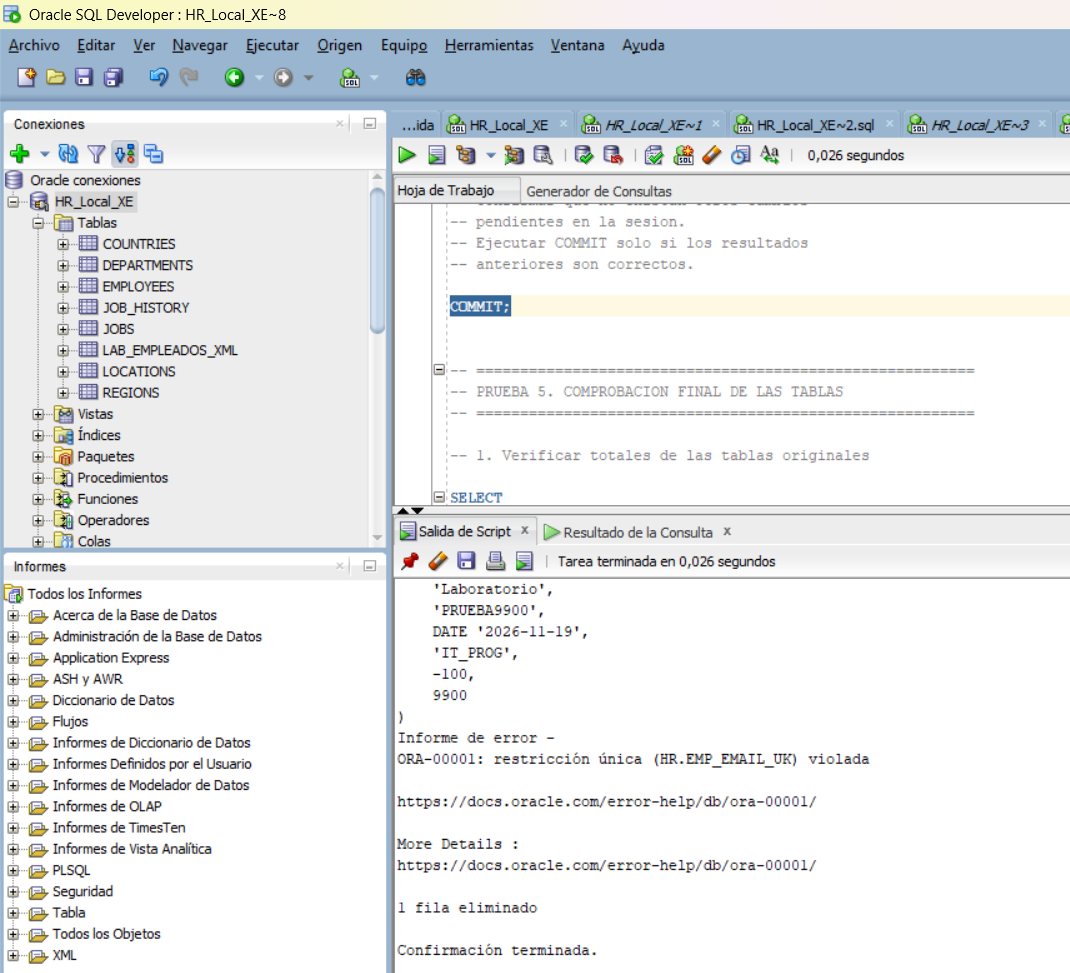 Oracle SQL Developer : HR_Local_XE~8
Archivo Editar Ver Navegar Ejecutar Origen Equipo Herramientas Ventana Ayuda
Conexiones
Oracle conexiones
HR_Local_XE
Tablas
COUNTRIES
DEPARTMENTS
EMPLOYEES
JOB_HISTORY
JOBS
LAB_EMPLEADOS_XML
LOCATIONS
REGIONS
Vistas
Índices
Paquetes
Procedimientos
Funciones
Operadores
Colas
Informes
Todos los Informes
Acerca de la Base de Datos
Administración de la Base de Datos
Application Express
ASH y AWR
Diccionario de Datos
Flujos
Informes de Diccionario de Datos
Informes Definidos por el Usuario
Informes de Modelador de Datos
Informes de OLAP
Informes de TimesTen
Informes de Vista Analítica
PLSQL
Seguridad
Tabla
Todos los Objetos
XML
...ida HR_Local_XE HR_Local_XE~1 HR_Local_XE~2.sql HR_Local_XE~3
0,026 segundos
Hoja de Trabajo Generador de Consultas
-- pendientes en la sesion.
-- Ejecutar COMMIT solo si los resultados
-- anteriores son correctos.
COMMIT;
-- =======================================================
-- PRUEBA 5. COMPROBACION FINAL DE LAS TABLAS
-- =======================================================
-- 1. Verificar totales de las tablas originales
SELECT
Salida de Script x Resultado de la Consulta x
Tarea terminada en 0,026 segundos
'Laboratorio',
'PRUEBA9900',
DATE '2026-11-19',
'IT_PROG',
-100,
9900
)
Informe de error -
ORA-00001: restricción única (HR.EMP_EMAIL_UK) violada
https://docs.oracle.com/error-help/db/ora-00001/
More Details :
https://docs.oracle.com/error-help/db/ora-00001/
1 fila eliminado
Confirmación terminada.